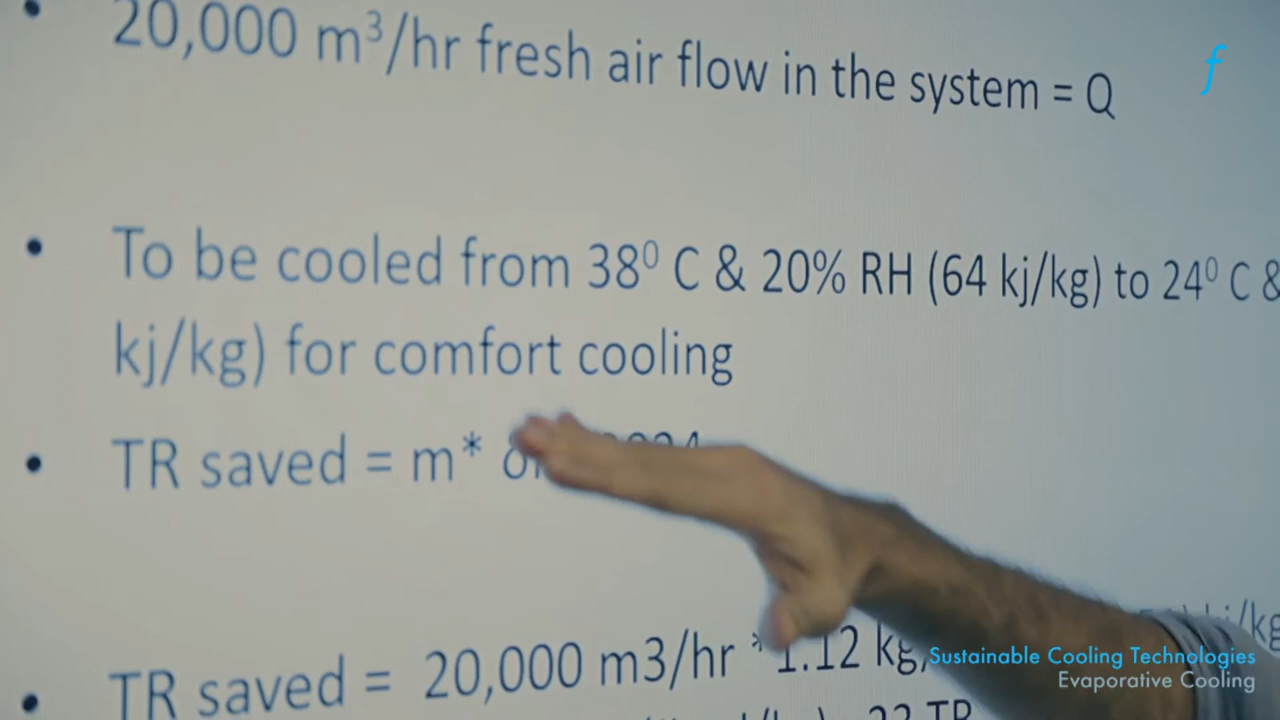 20,000 m³/hr fresh air flow in the system = Q
f
To be cooled from 38⁰ C & 20% RH (64 kj/kg) to 24⁰ C &
kj/kg) for comfort cooling
TR saved = m*
TR saved = 20,000 m3/hr * 1.12 kg/
Sustainable Cooling Technologies
Evaporative Cooling
22 TR